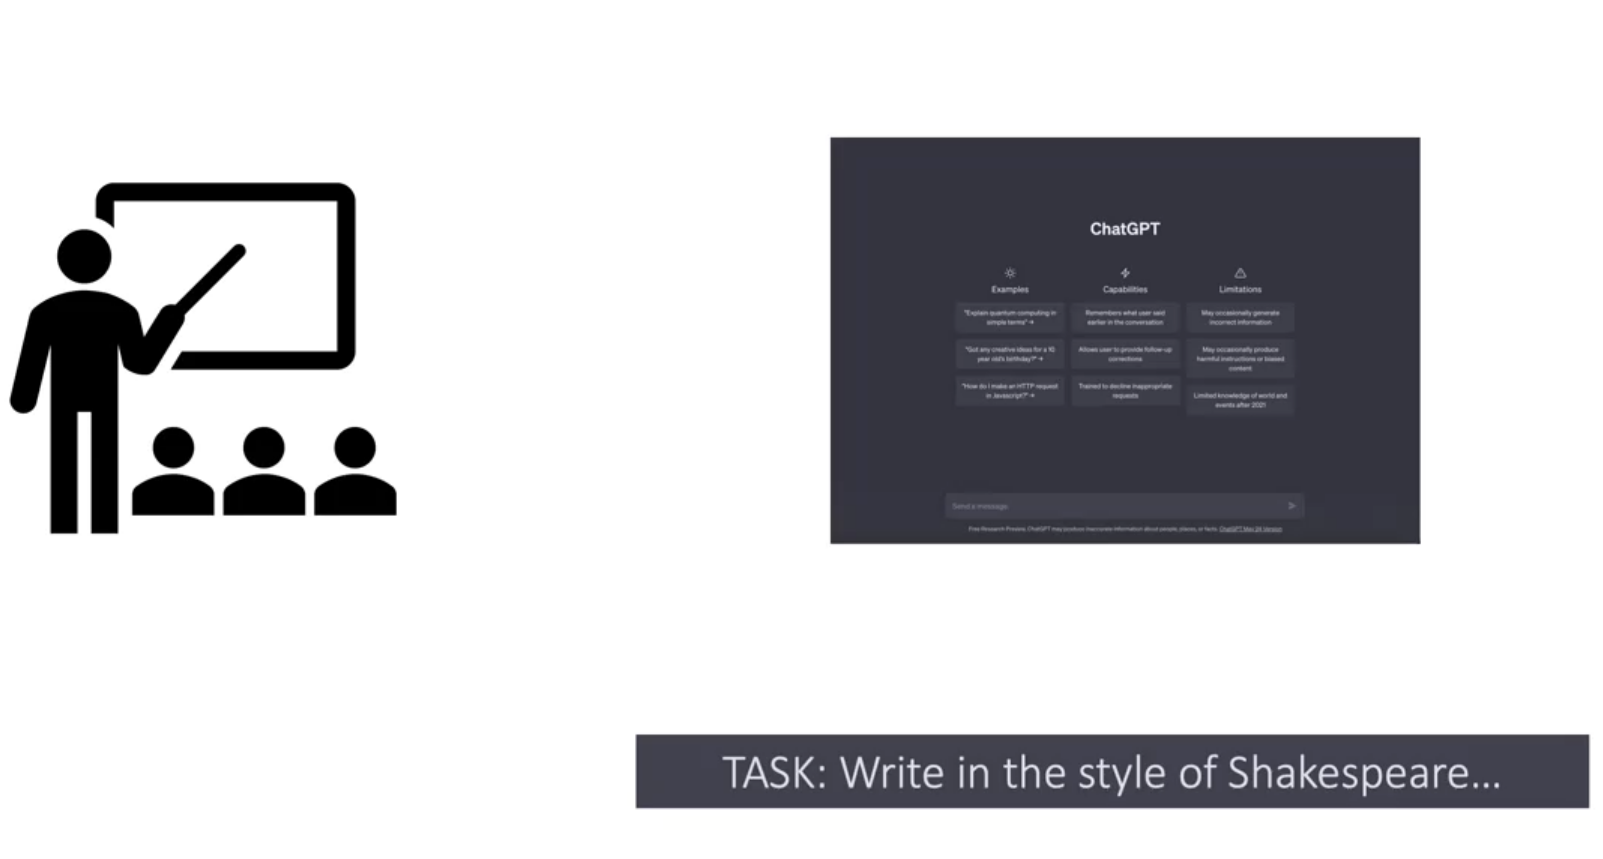 ChatGPT
Examples
Capabilities
Limitations
"Explain quantum computing in
simple terms" →
Remembers what user said
earlier in the conversation
May occasionally generate
incorrect information
"Got any creative ideas for a 10
year old's birthday?" →
Allows user to provide follow-up
corrections
May occasionally produce
harmful instructions or biased
content
"How do I make an HTTP request
in Javascript?" →
Trained to decline inappropriate
requests
Limited knowledge of world and
events after 2021
Send a message.
Free Research Preview. ChatGPT may produce inaccurate information about people, places, or facts. ChatGPT May 24 Version
TASK: Write in the style of Shakespeare...